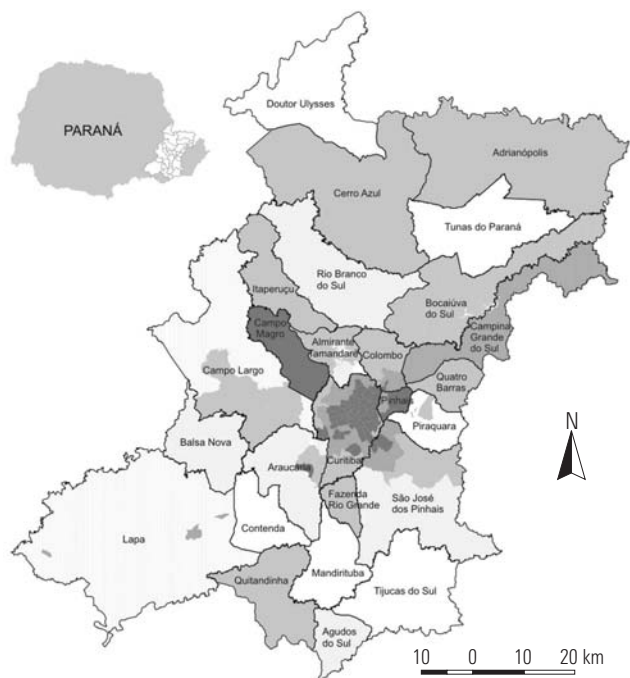 Doutor Ulysses
PARANÁ
Adrianópolis
Cerro Azul
Tunas do Paraná
Rio Branco
do Sul
Itaperuçu
Bocaiúva
do Sul
Campo
Magro
Campina
Grande
do Sul
Almirante
Tamandaré
Colombo
Campo Largo
Quatro
Barras
Pinhais
Piraquara
N
Balsa Nova
Curitiba
Araucária
Fazenda
Rio Grande
São José
dos Pinhais
Contenda
Lapa
Mandirituba
Quitandinha
Tijucas do Sul
Agudos
do Sul
10 0 10 20 km